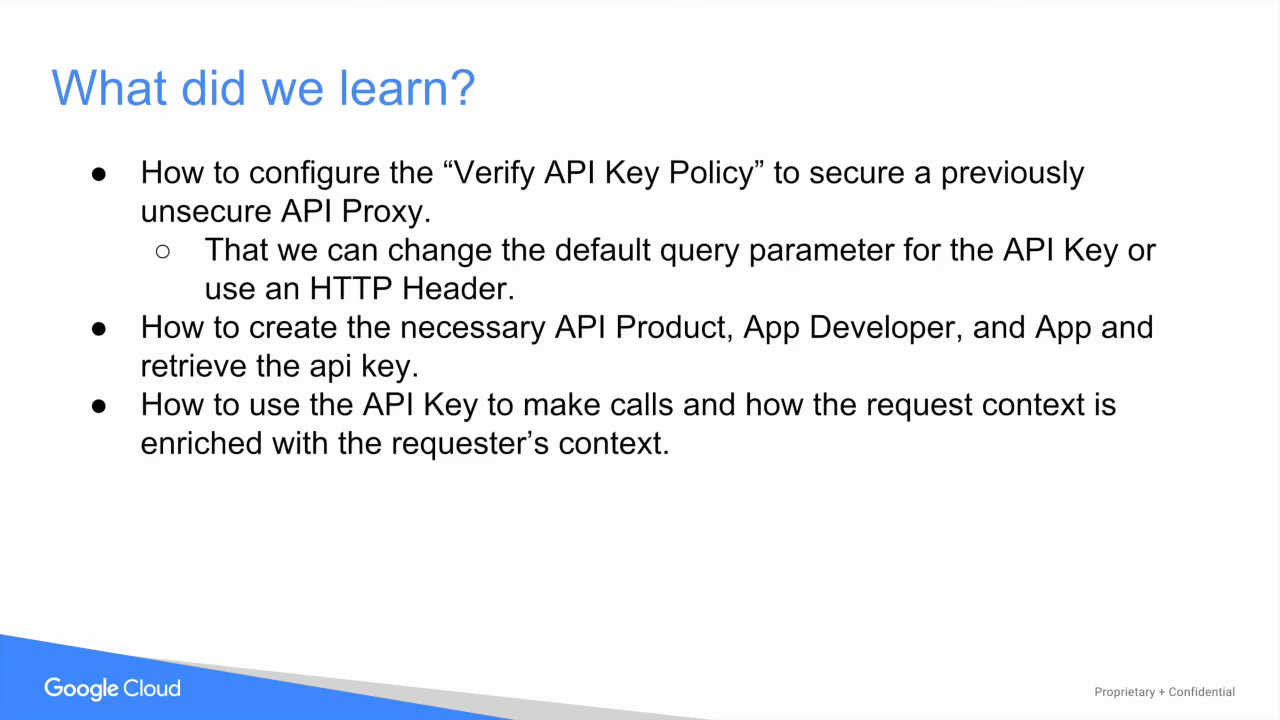 What did we learn?
● How to configure the “Verify API Key Policy” to secure a previously
unsecure API Proxy.
○ That we can change the default query parameter for the API Key or
use an HTTP Header.
● How to create the necessary API Product, App Developer, and App and
retrieve the api key.
● How to use the API Key to make calls and how the request context is
enriched with the requester’s context.
Google Cloud
Proprietary + Confidential